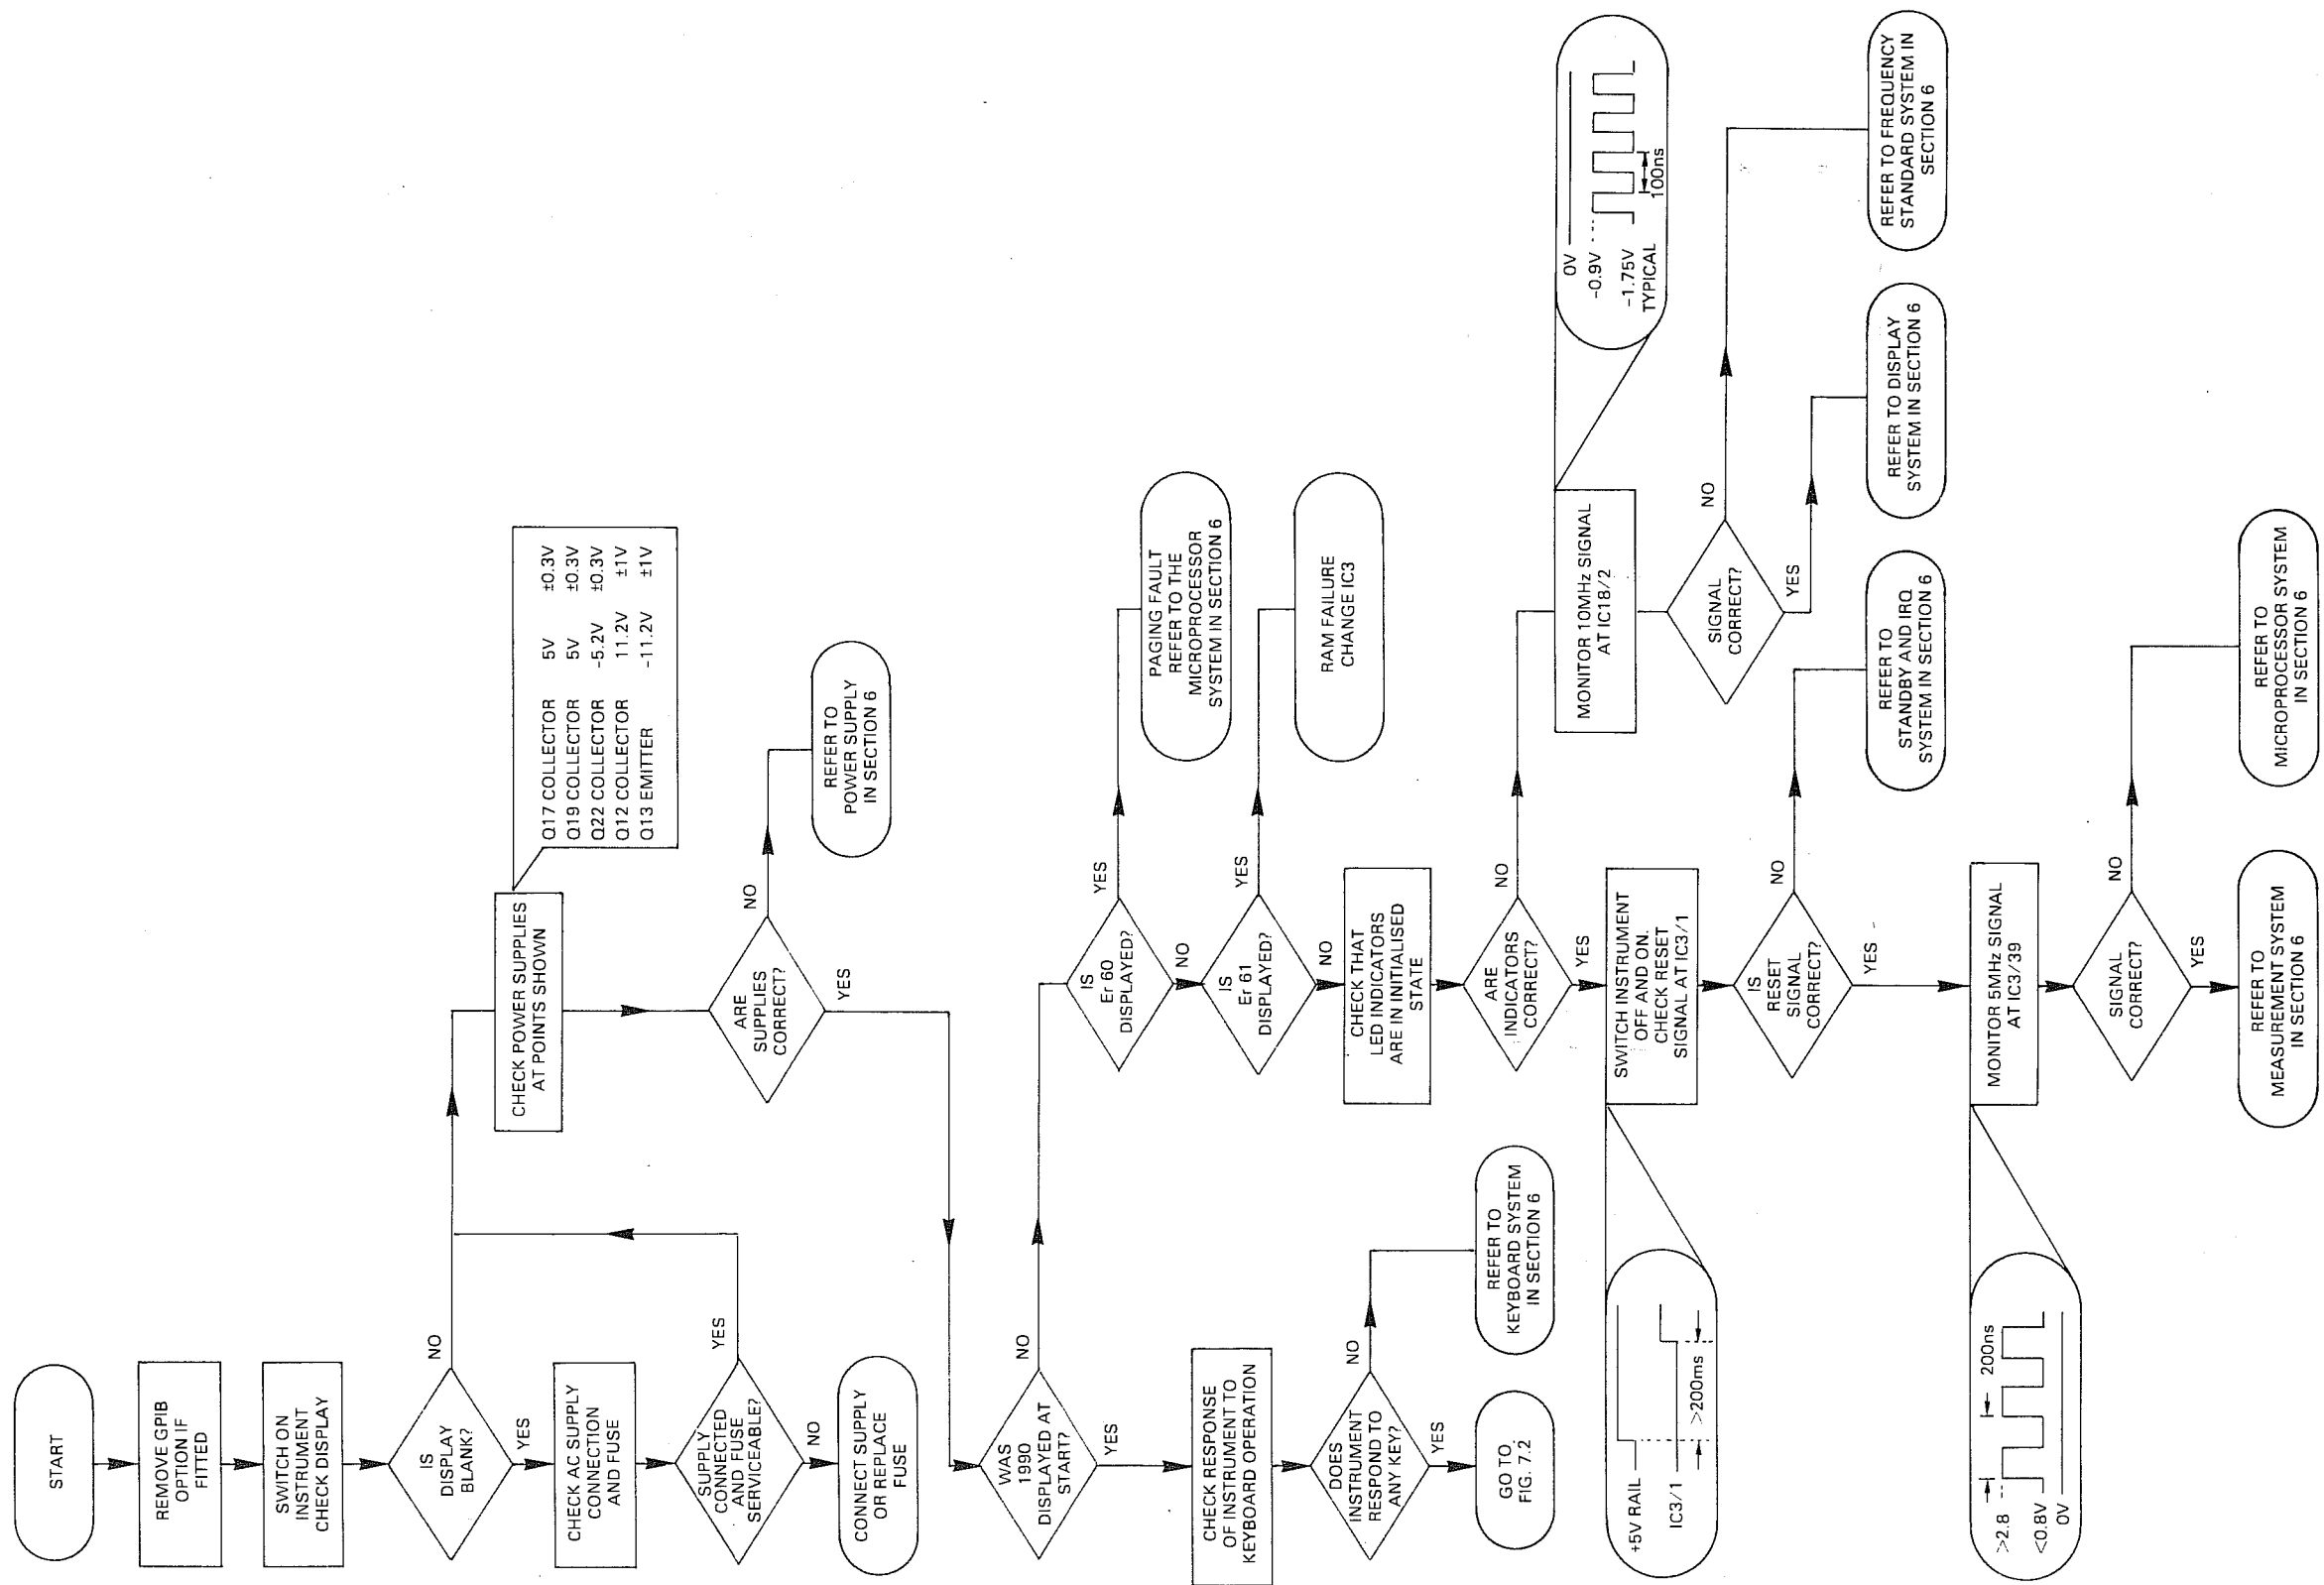 START
REMOVE GPIB
OPTION IF
FITTED
SWITCH ON
INSTRUMENT
CHECK DISPLAY
IS
DISPLAY
BLANK?
NO
YES
CHECK AC SUPPLY
CONNECTION
AND FUSE
SUPPLY
CONNECTED
AND FUSE
SERVICEABLE?
YES
NO
CONNECT SUPPLY
OR REPLACE
FUSE
CHECK POWER SUPPLIES
AT POINTS SHOWN
Q17 COLLECTOR 5V ±0.3V
Q19 COLLECTOR 5V ±0.3V
Q22 COLLECTOR -5.2V ±0.3V
Q12 COLLECTOR 11.2V ±1V
Q13 EMITTER -11.2V ±1V
ARE
SUPPLIES
CORRECT?
NO
YES
REFER TO
POWER SUPPLY
IN SECTION 6
WAS
1990
DISPLAYED AT
START?
NO
YES
CHECK RESPONSE
OF INSTRUMENT TO
KEYBOARD OPERATION
DOES
INSTRUMENT
RESPOND TO
ANY KEY?
NO
YES
REFER TO
KEYBOARD SYSTEM
IN SECTION 6
GO TO
FIG. 7.2
IS
Er 60
DISPLAYED?
YES
NO
PAGING FAULT
REFER TO THE
MICROPROCESSOR
SYSTEM IN SECTION 6
IS
Er 61
DISPLAYED?
YES
NO
RAM FAILURE
CHANGE IC3
CHECK THAT
LED INDICATORS
ARE IN INITIALISED
STATE
ARE
INDICATORS
CORRECT?
NO
YES
MONITOR 10MHz SIGNAL
AT IC18/2
0V
-0.9V
-1.75V
TYPICAL
100ns
SIGNAL
CORRECT?
NO
YES
REFER TO FREQUENCY
STANDARD SYSTEM IN
SECTION 6
REFER TO DISPLAY
SYSTEM IN SECTION 6
SWITCH INSTRUMENT
OFF AND ON.
CHECK RESET
SIGNAL AT IC3/1
+5V RAIL
IC3/1
>200ms
IS
RESET
SIGNAL
CORRECT?
NO
YES
REFER TO
STANDBY AND IRQ
SYSTEM IN SECTION 6
MONITOR 5MHz SIGNAL
AT IC3/39
>2.8
200ns
<0.8V
0V
SIGNAL
CORRECT?
NO
YES
REFER TO
MICROPROCESSOR SYSTEM
IN SECTION 6
REFER TO
MEASUREMENT SYSTEM
IN SECTION 6